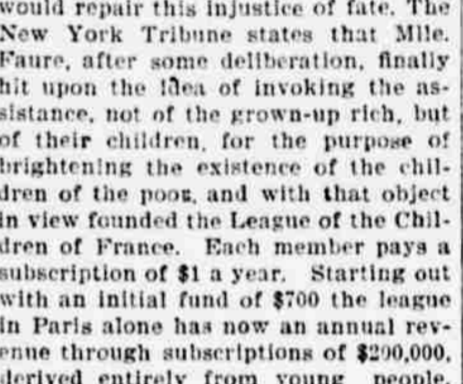 would repair this injustice of fate. The
New York Tribune states that Mlle.
Faure, after some deliberation, finally
hit upon the idea of invoking the as-
sistance, not of the grown-up rich, but
of their children, for the purpose of
brightening the existence of the chil-
dren of the poor, and with that object
in view founded the League of the Chil-
dren of France. Each member pays a
subscription of $1 a year. Starting out
with an initial fund of $700 the league
in Paris alone has now an annual rev-
enue through subscriptions of $200,000,
derived entirely from young people.